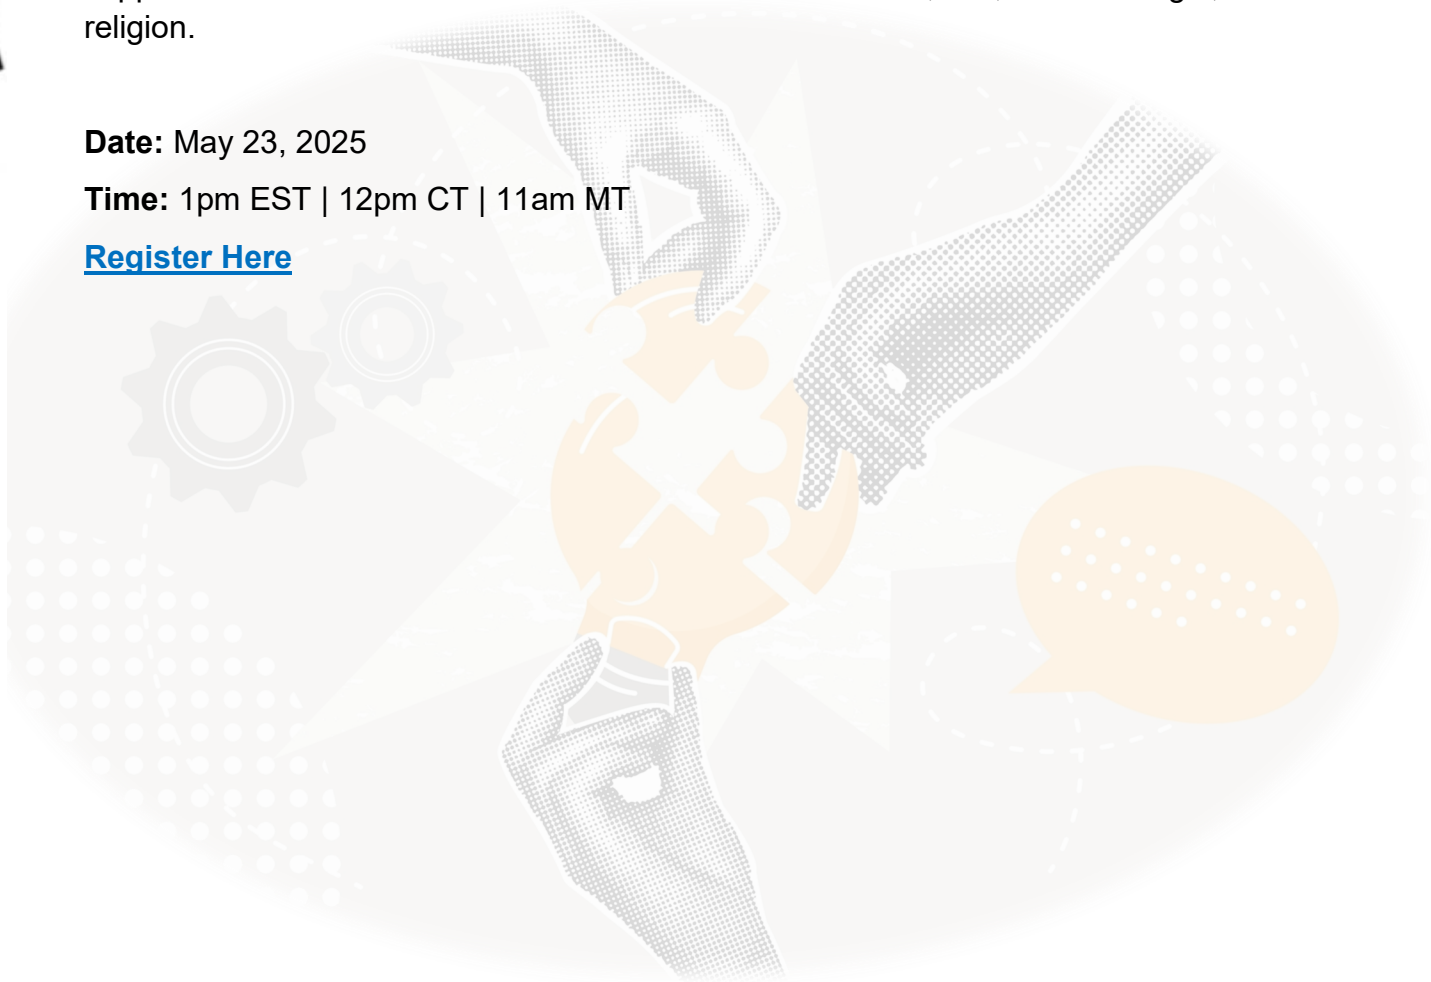 religion.
Date: May 23, 2025
Time: 1pm EST | 12pm CT | 11am MT
Register Here